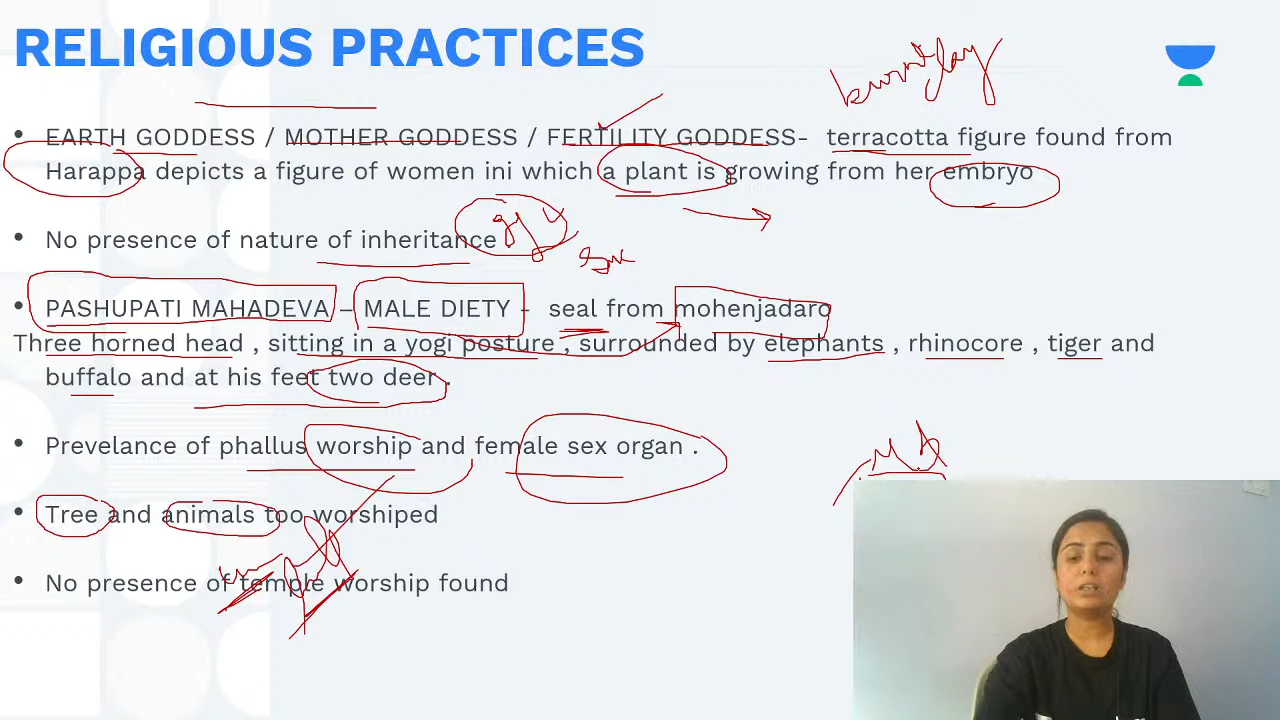 RELIGIOUS PRACTICES
• EARTH GODDESS / MOTHER GODDESS / FERTILITY GODDESS- terracotta figure found from
Harappa depicts a figure of women ini which a plant is growing from her embryo
• No presence of nature of inheritance
• PASHUPATI MAHADEVA – MALE DIETY - seal from mohenjadaro
Three horned head , sitting in a yogi posture , surrounded by elephants , rhinocore , tiger and
buffalo and at his feet two deer .
• Prevelance of phallus worship and female sex organ .
• Tree and animals too worshiped
• No presence of temple worship found